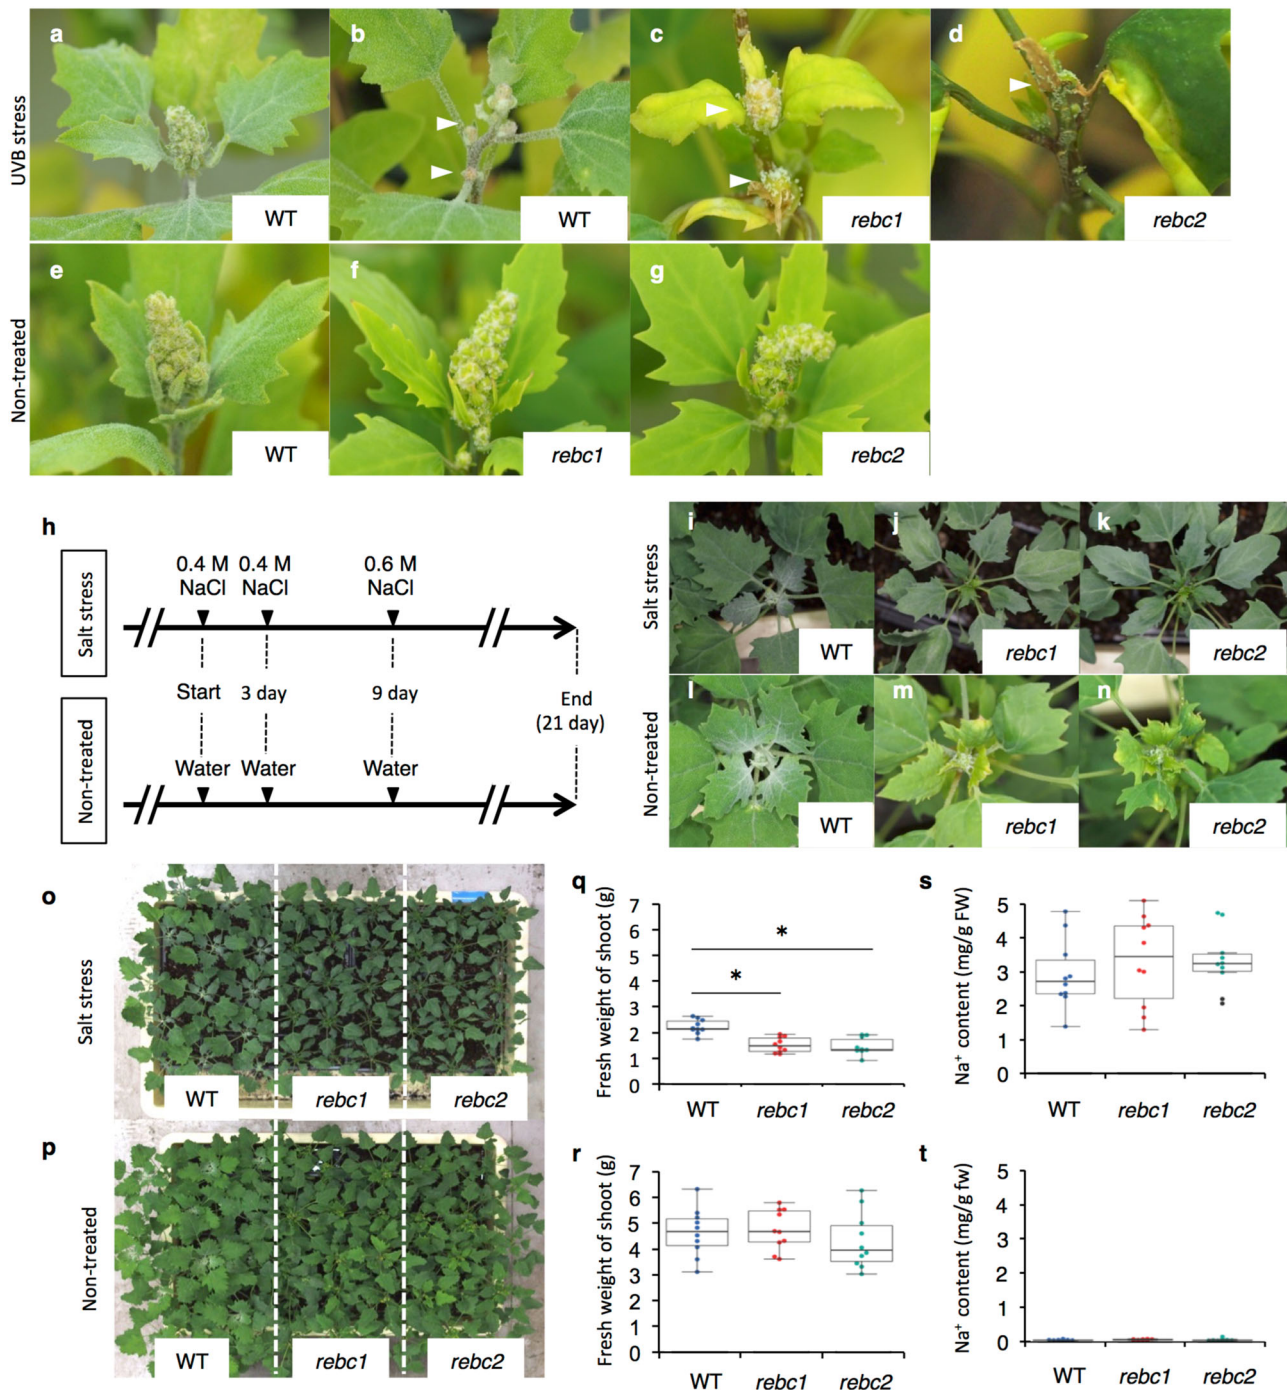 a
b
c
d
UVB stress
WT
WT
rebc1
rebc2
e
f
g
Non-treated
WT
rebc1
rebc2
h
Salt stress
0.4 M NaCl
0.4 M NaCl
0.6 M NaCl
Start
3 day
9 day
End
(21 day)
Non-treated
Water
Water
Water
i
j
k
Salt stress
WT
rebc1
rebc2
l
m
n
Non-treated
WT
rebc1
rebc2
o
Salt stress
WT
rebc1
rebc2
p
Non-treated
WT
rebc1
rebc2
q
Fresh weight of shoot (g)
7
6
5
4
3
2
1
0
*
*
WT
rebc1
rebc2
s
Na⁺ content (mg/g FW)
5
4
3
2
1
0
WT
rebc1
rebc2
r
Fresh weight of shoot (g)
7
6
5
4
3
2
1
0
WT
rebc1
rebc2
t
Na⁺ content (mg/g fw)
5
4
3
2
1
0
WT
rebc1
rebc2